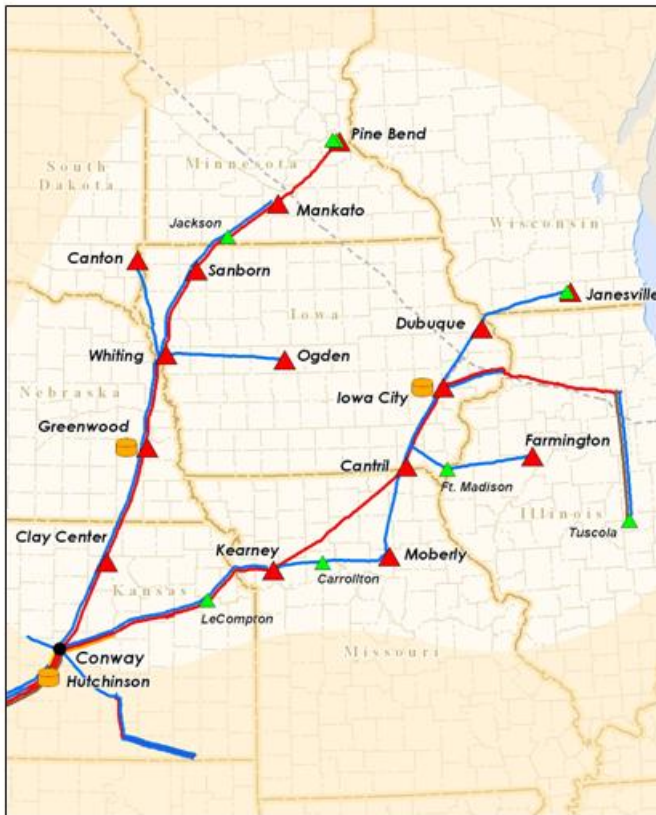 Pine Bend
South
Dakota
Minnesota
Wisconsin
Mankato
Jackson
Canton
Sanborn
Janesville
Iowa
Dubuque
Whiting
Ogden
Iowa City
Nebraska
Greenwood
Farmington
Cantril
Ft. Madison
Illinois
Tuscola
Clay Center
Kearney
Moberly
Carrollton
Kansas
LeCompton
Missouri
Conway
Hutchinson